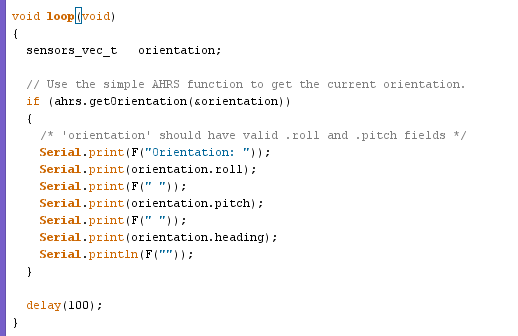 void loop(void)
{
  sensors_vec_t   orientation;

  // Use the simple AHRS function to get the current orientation.
  if (ahrs.getOrientation(&orientation))
  {
    /* 'orientation' should have valid .roll and .pitch fields */
    Serial.print(F("Orientation: "));
    Serial.print(orientation.roll);
    Serial.print(F(" "));
    Serial.print(orientation.pitch);
    Serial.print(F(" "));
    Serial.print(orientation.heading);
    Serial.println(F(""));
  }

  delay(100);
}